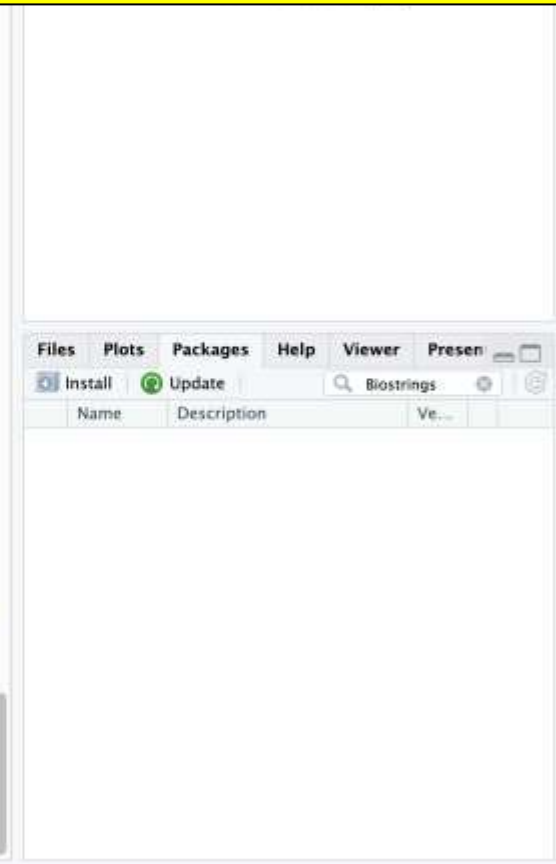 Files Plots Packages Help Viewer Presen
Install Update Biostrings
Name Description Ve...